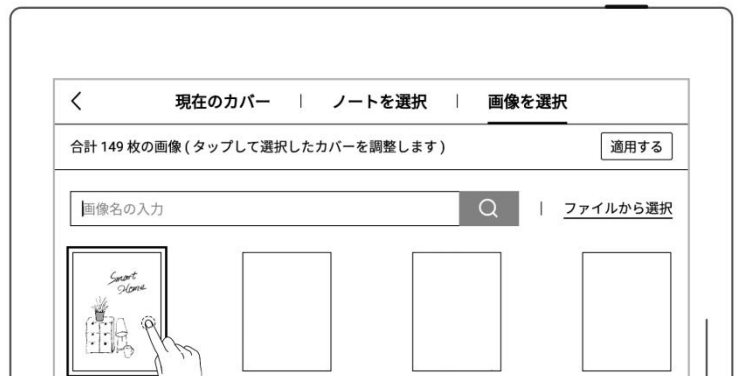 現在のカバー | ノートを選択 | 画像を選択
合計 149 枚の画像 ( タップして選択したカバーを調整します )
適用する
画像名の入力
| ファイルから選択
Smart
Home